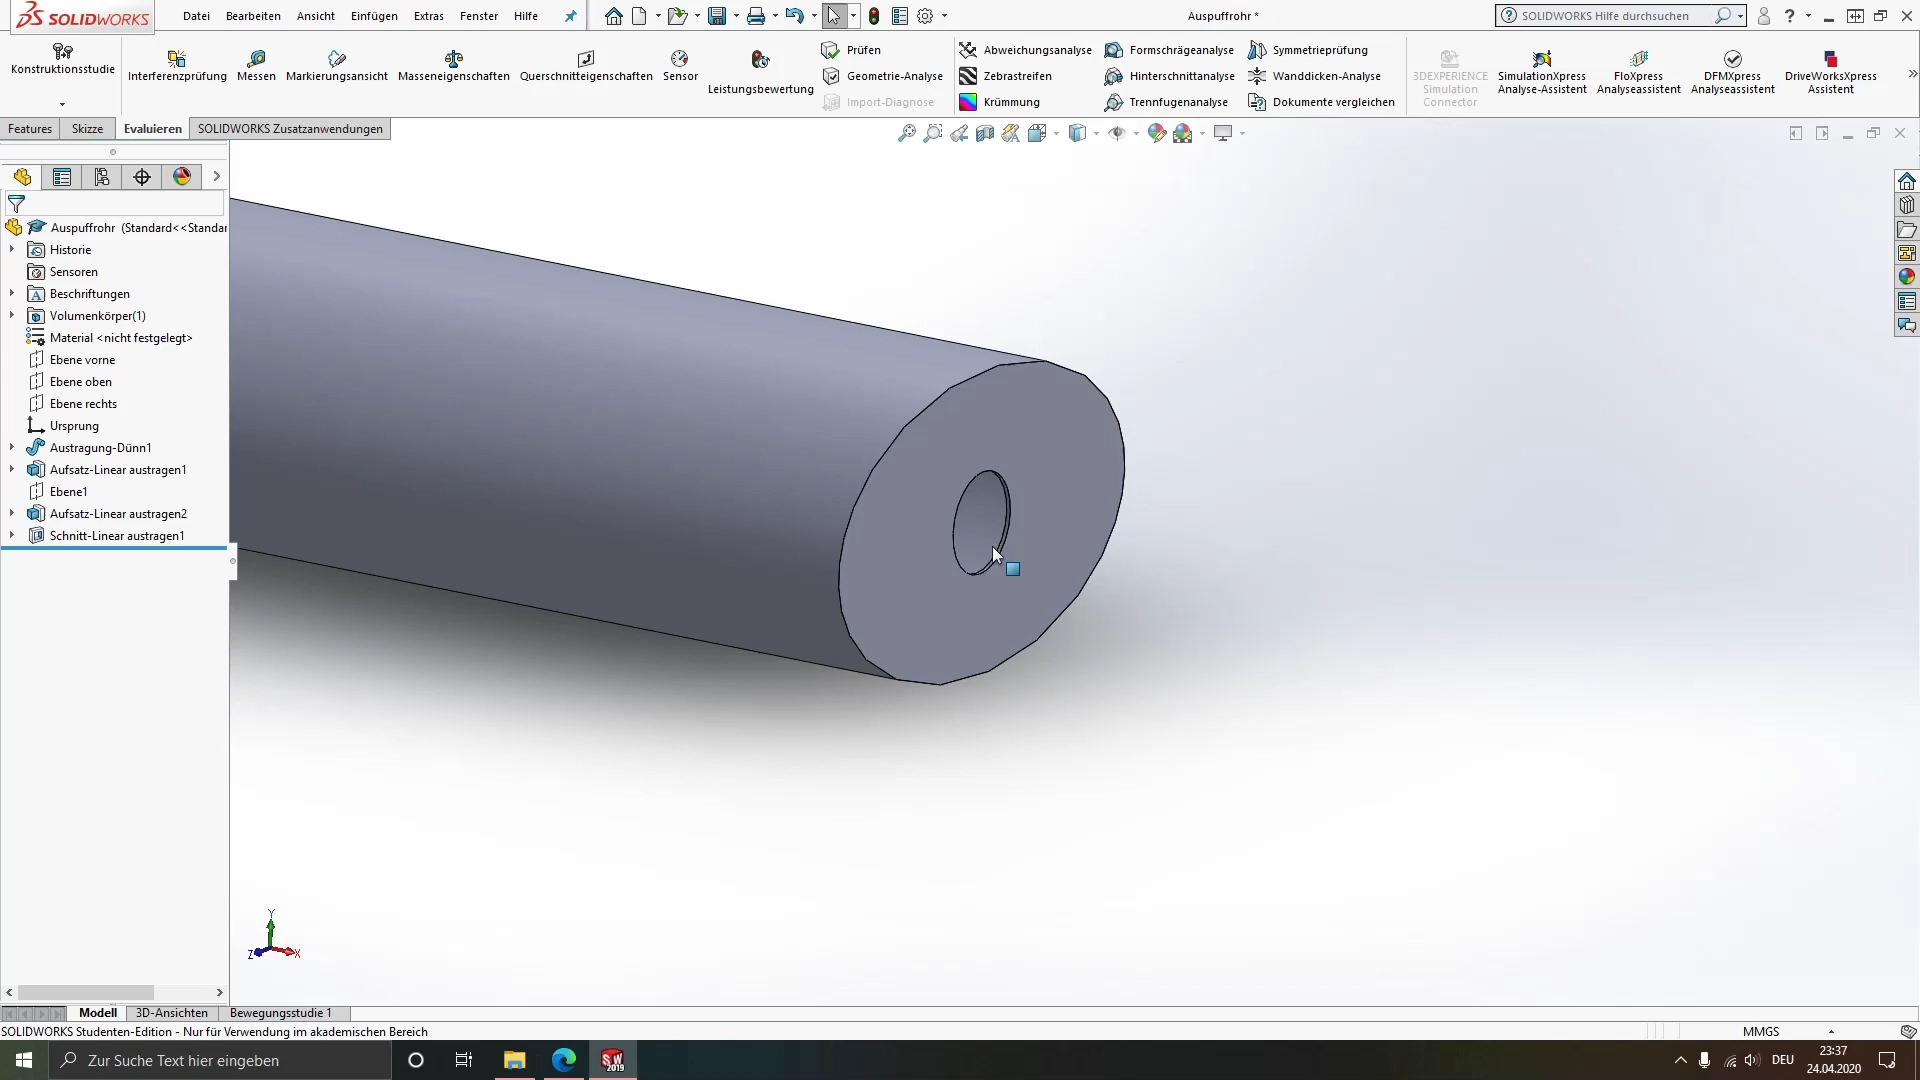 SOLIDWORKS
Datei Bearbeiten Ansicht Einfügen Extras Fenster Hilfe
Auspuffrohr *
SOLIDWORKS Hilfe durchsuchen
Konstruktionsstudie
Interferenzprüfung
Messen
Markierungsansicht
Masseneigenschaften
Querschnitteigenschaften
Sensor
Leistungsbewertung
Prüfen
Geometrie-Analyse
Import-Diagnose
Abweichungsanalyse
Zebrastreifen
Krümmung
Formschrägeanalyse
Hinterschnittanalyse
Trennfugenanalyse
Symmetrieprüfung
Wanddicken-Analyse
Dokumente vergleichen
3DEXPERIENCE
Simulation
Connector
SimulationXpress
Analyse-Assistent
FloXpress
Analyseassistent
DFMXpress
Analyseassistent
DriveWorksXpress
Assistent
Features Skizze Evaluieren SOLIDWORKS Zusatzanwendungen
Auspuffrohr (Standard<<Standar
Historie
Sensoren
Beschriftungen
Volumenkörper(1)
Material <nicht festgelegt>
Ebene vorne
Ebene oben
Ebene rechts
Ursprung
Austragung-Dünn1
Aufsatz-Linear austragen1
Ebene1
Aufsatz-Linear austragen2
Schnitt-Linear austragen1
Y
Z X
Modell 3D-Ansichten Bewegungsstudie 1
SOLIDWORKS Studenten-Edition - Nur für Verwendung im akademischen Bereich
MMGS
Zur Suche Text hier eingeben
SW
2019
DEU
23:37
24.04.2020